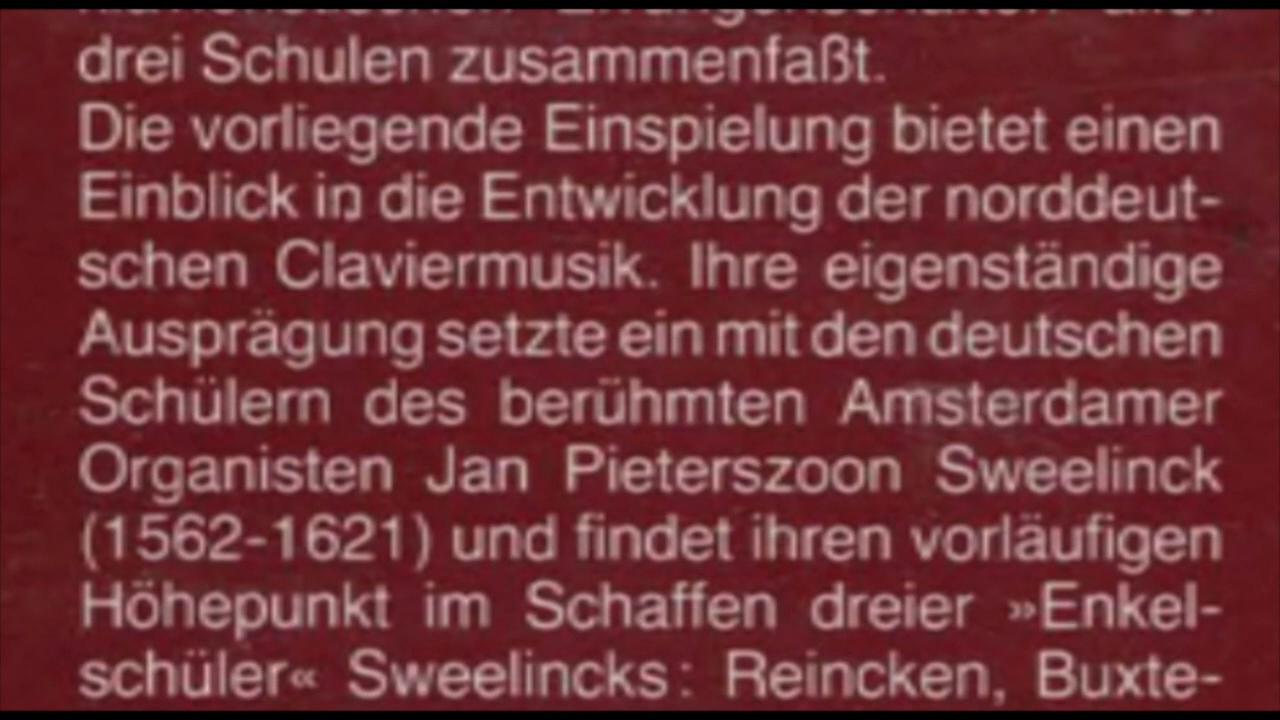 drei Schulen zusammenfaßt.
Die vorliegende Einspielung bietet einen
Einblick in die Entwicklung der norddeut-
schen Claviermusik. Ihre eigenständige
Ausprägung setzte ein mit den deutschen
Schülern des berühmten Amsterdamer
Organisten Jan Pieterszoon Sweelinck
(1562-1621) und findet ihren vorläufigen
Höhepunkt im Schaffen dreier »Enkel-
schüler« Sweelincks: Reincken, Buxte-